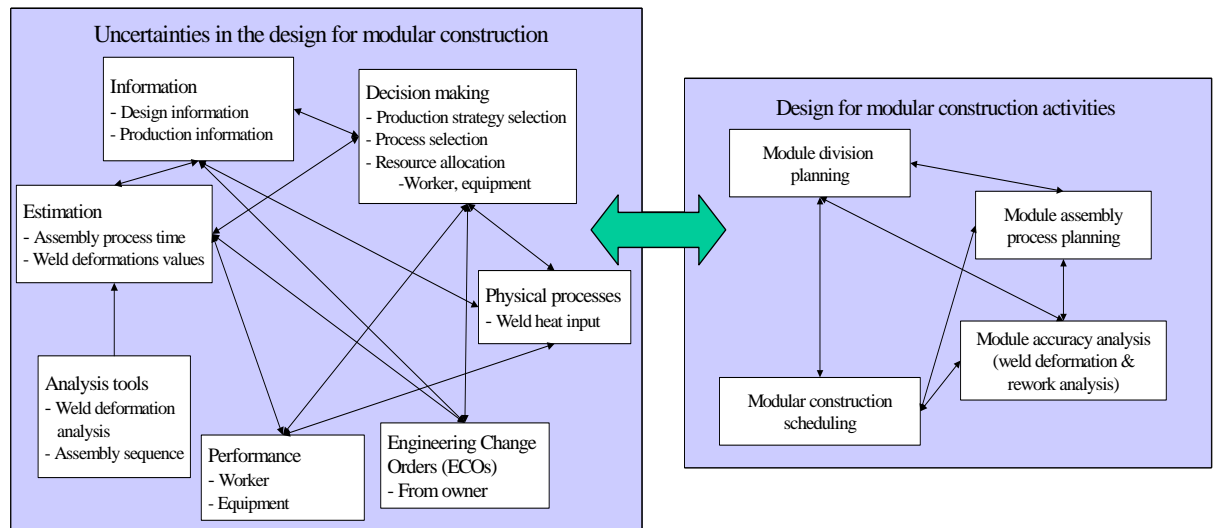 Uncertainties in the design for modular construction
Information
- Design information
- Production information
Decision making
- Production strategy selection
- Process selection
- Resource allocation
-Worker, equipment
Estimation
- Assembly process time
- Weld deformations values
Physical processes
- Weld heat input
Analysis tools
- Weld deformation
analysis
- Assembly sequence
Performance
- Worker
- Equipment
Engineering Change
Orders (ECOs)
- From owner
Design for modular construction activities
Module division
planning
Module assembly
process planning
Module accuracy analysis
(weld deformation &
rework analysis)
Modular construction
scheduling